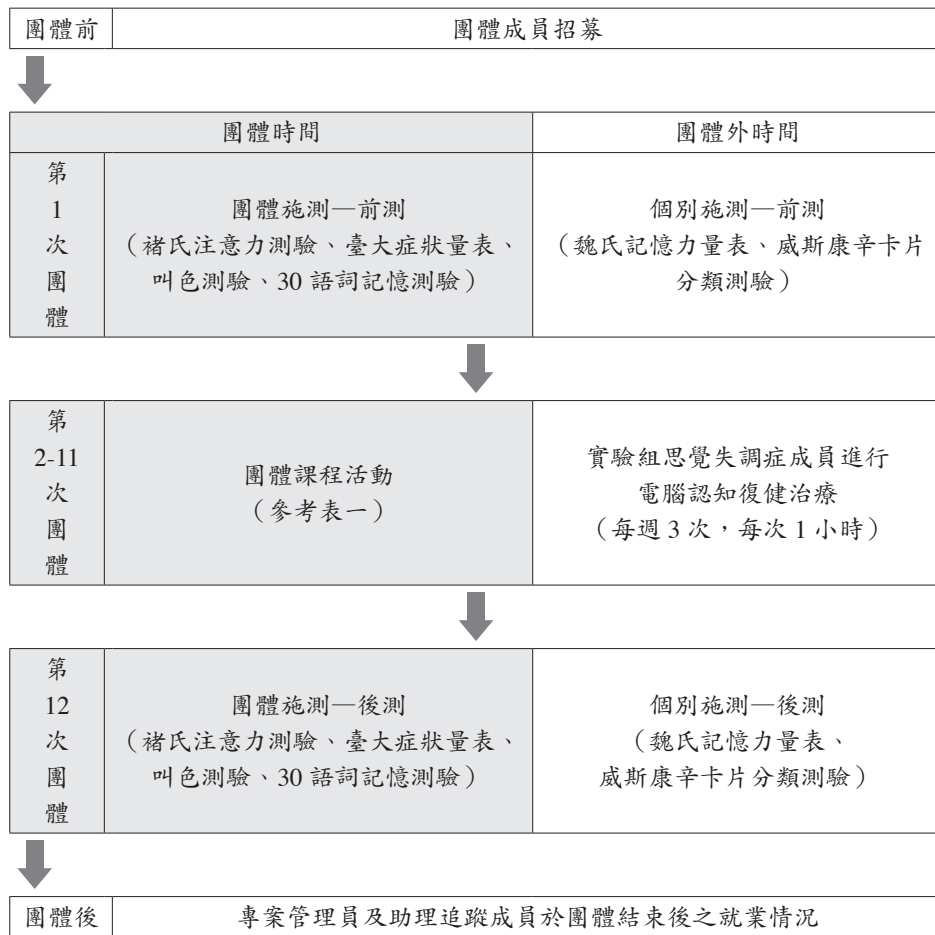 團體前 團體成員招募
團體時間 團體外時間
第
1
次
團
體
團體施測—前測
（褚氏注意力測驗、臺大症狀量表、
叫色測驗、30 語詞記憶測驗）
個別施測—前測
（魏氏記憶力量表、威斯康辛卡片
分類測驗）
第
2-11
次
團
體
團體課程活動
（參考表一）
實驗組思覺失調症成員進行
電腦認知復健治療
（每週 3 次，每次 1 小時）
第
12
次
團
體
團體施測—後測
（褚氏注意力測驗、臺大症狀量表、
叫色測驗、30 語詞記憶測驗）
個別施測—後測
（魏氏記憶力量表、
威斯康辛卡片分類測驗）
團體後 專案管理員及助理追蹤成員於團體結束後之就業情況